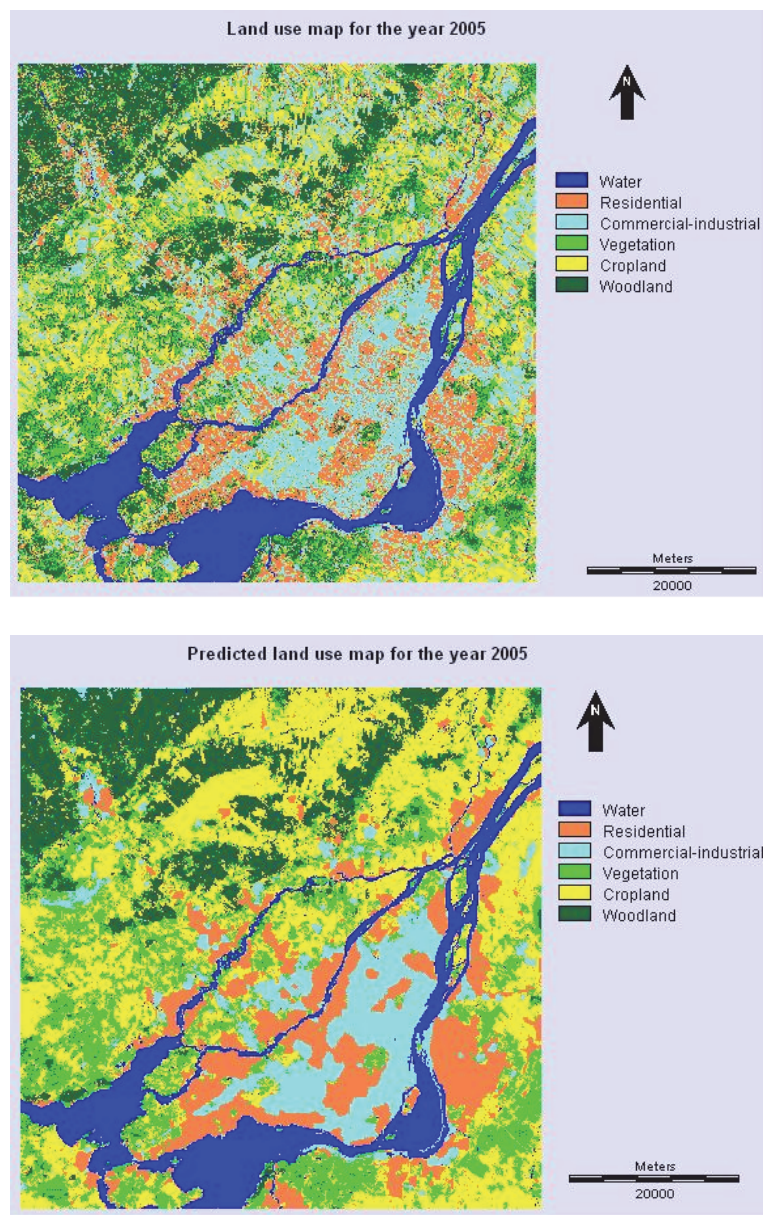 Land use map for the year 2005
N
Water
Residential
Commercial-industrial
Vegetation
Cropland
Woodland
Meters
20000
Predicted land use map for the year 2005
N
Water
Residential
Commercial-industrial
Vegetation
Cropland
Woodland
Meters
20000